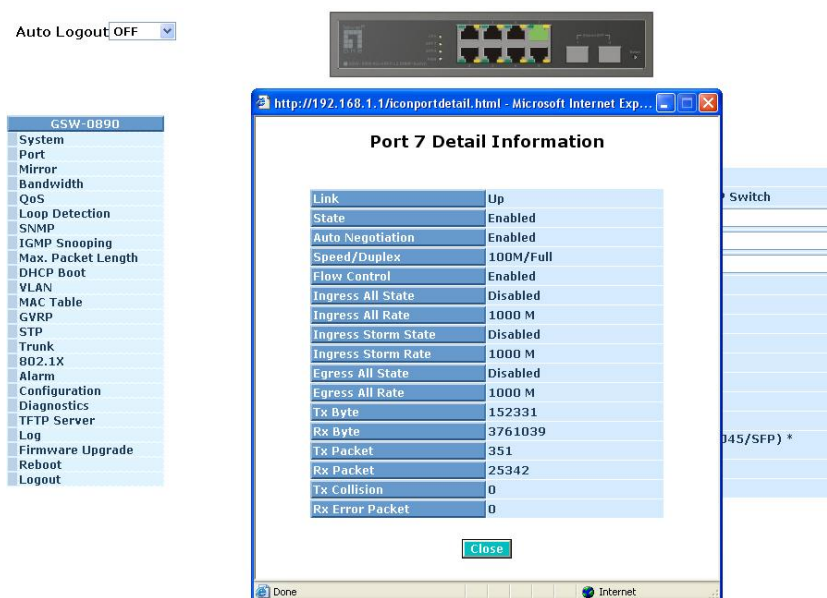 Auto Logout OFF
http://192.168.1.1/iconportdetail.html - Microsoft Internet Exp...
GSW-0890
System
Port
Mirror
Bandwidth
QoS
Loop Detection
SNMP
IGMP Snooping
Max. Packet Length
DHCP Boot
VLAN
MAC Table
GVRP
STP
Trunk
802.1X
Alarm
Configuration
Diagnostics
TFTP Server
Log
Firmware Upgrade
Reboot
Logout
Port 7 Detail Information
Link Up
State Enabled
Auto Negotiation Enabled
Speed/Duplex 100M/Full
Flow Control Enabled
Ingress All State Disabled
Ingress All Rate 1000 M
Ingress Storm State Disabled
Ingress Storm Rate 1000 M
Egress All State Disabled
Egress All Rate 1000 M
Tx Byte 152331
Rx Byte 3761039
Tx Packet 351
Rx Packet 25342
Tx Collision 0
Rx Error Packet 0
Close
Switch
J45/SFP) *
Done Internet